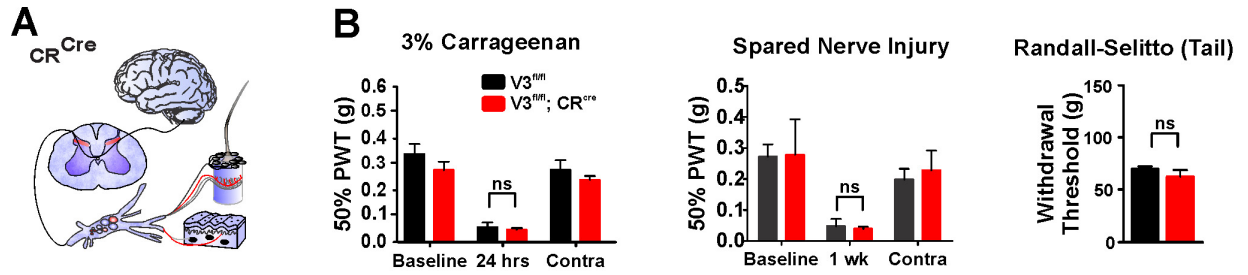 A
CR^Cre
B
3% Carrageenan
50% PWT (g)
0.6
0.5
0.4
0.3
0.2
0.1
0.0
V3^fl/fl
V3^fl/fl; CR^cre
ns
Baseline 24 hrs Contra
Spared Nerve Injury
50% PWT (g)
0.5
0.4
0.3
0.2
0.1
0.0
ns
Baseline 1 wk Contra
Randall-Selitto (Tail)
Withdrawal
Threshold (g)
150
100
50
0
ns